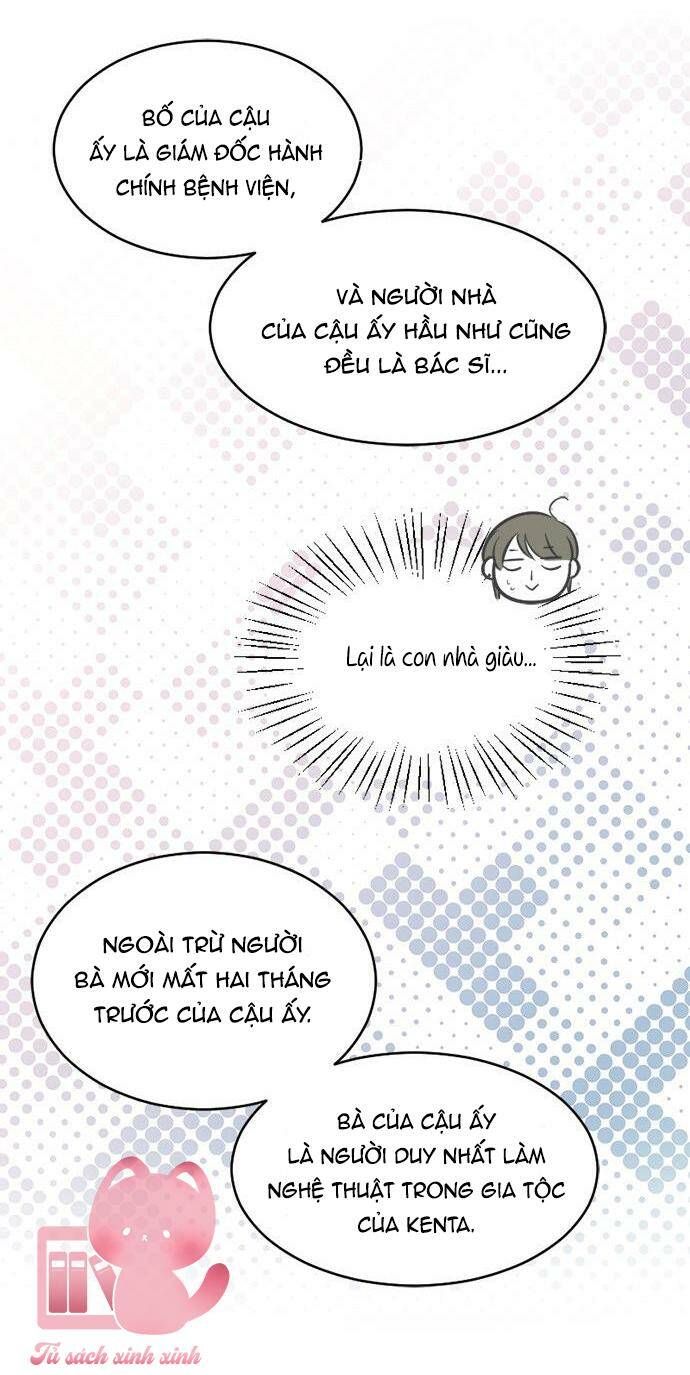 BỐ CỦA CẬU
ẤY LÀ GIÁM ĐỐC HÀNH
CHÍNH BỆNH VIỆN,
VÀ NGƯỜI NHÀ
CỦA CẬU ẤY HẦU NHƯ CŨNG
ĐỀU LÀ BÁC SĨ...
Lại là con nhà giàu...
NGOÀI TRỪ NGƯỜI
BÀ MỚI MẤT HAI THÁNG
TRƯỚC CỦA CẬU ẤY.
BÀ CỦA CẬU ẤY
LÀ NGƯỜI DUY NHẤT LÀM
NGHỆ THUẬT TRONG GIA TỘC
CỦA KENTA.
Tủ sách xinh xinh